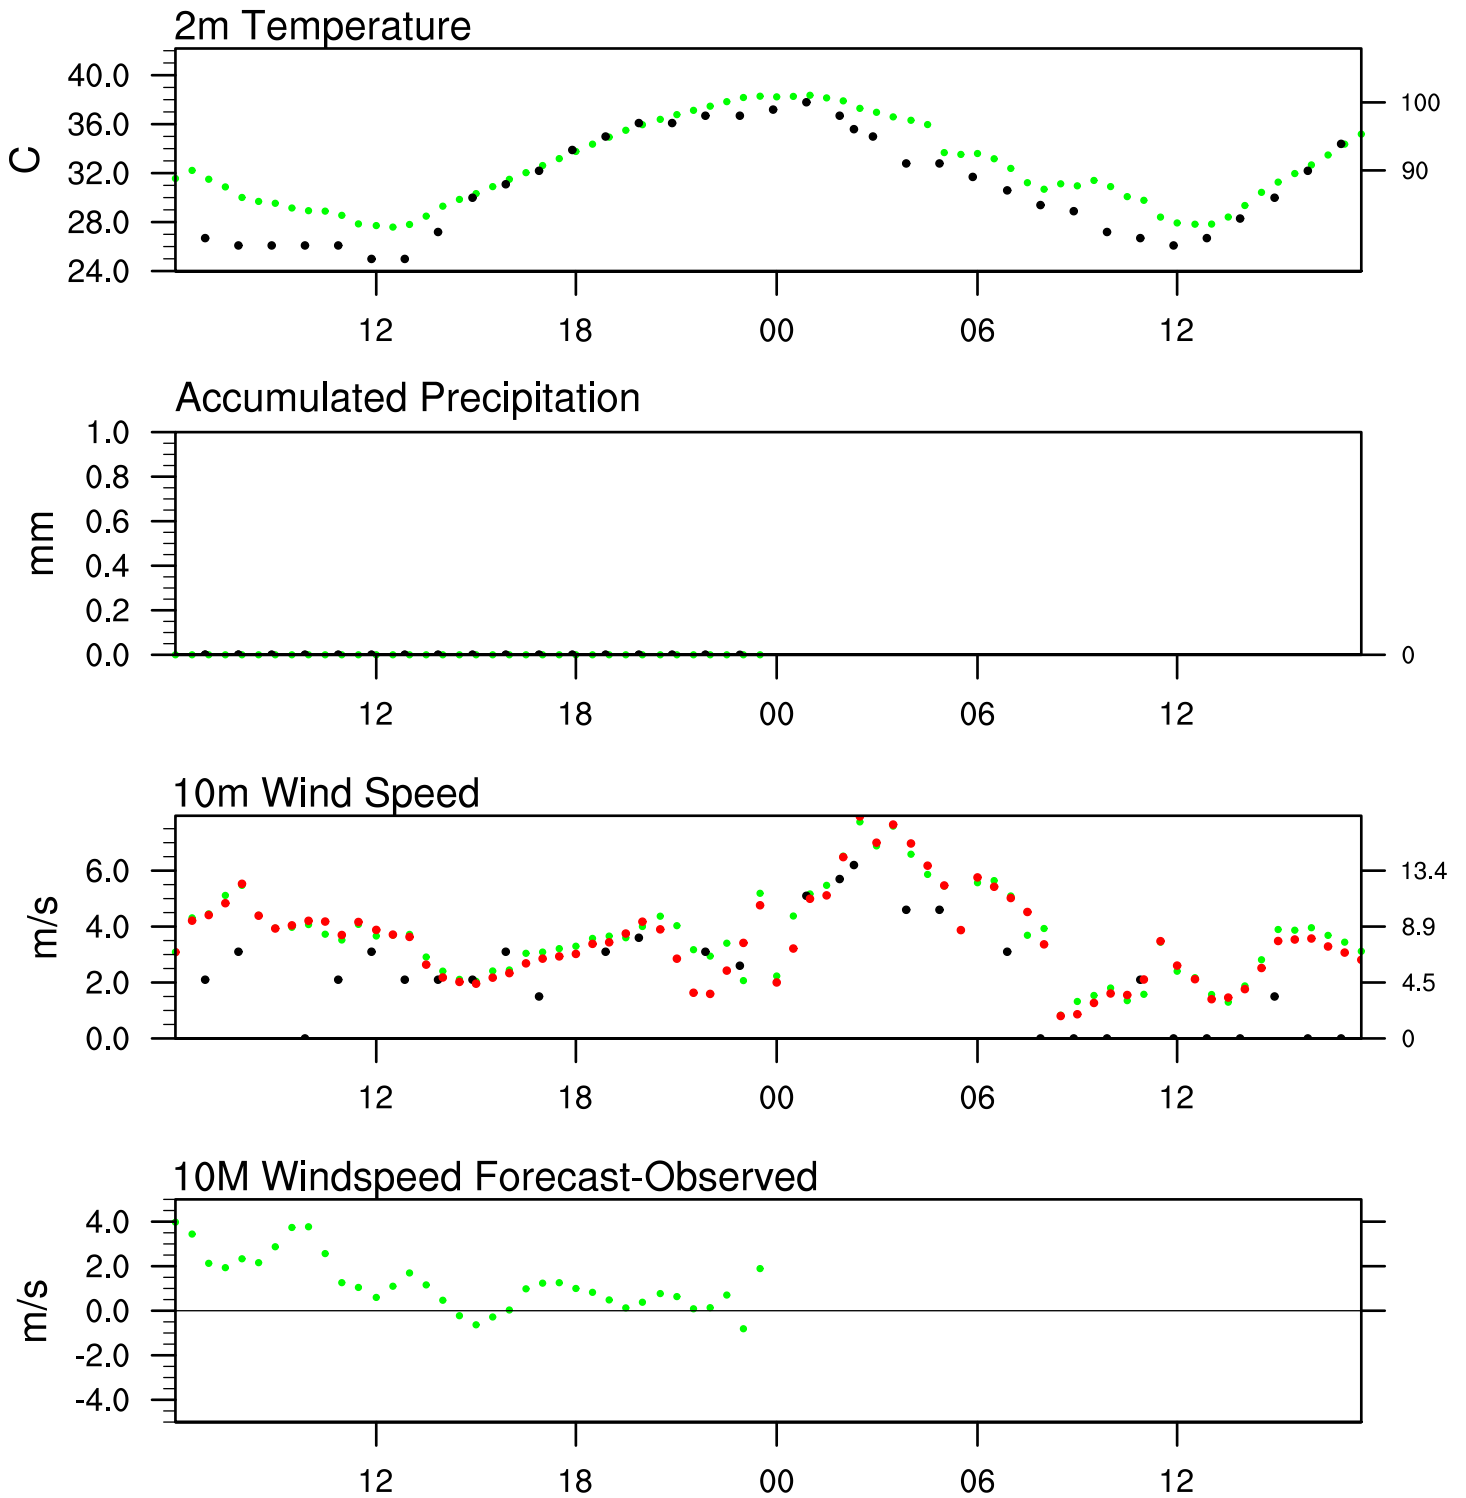 2m Temperature
40.0
36.0
32.0
28.0
24.0
C
100
90
12 18 00 06 12
Accumulated Precipitation
1.0
0.8
0.6
0.4
0.2
0.0
mm
0
12 18 00 06 12
10m Wind Speed
6.0
4.0
2.0
0.0
m/s
13.4
8.9
4.5
0
12 18 00 06 12
10M Windspeed Forecast-Observed
4.0
2.0
0.0
-2.0
-4.0
m/s
12 18 00 06 12